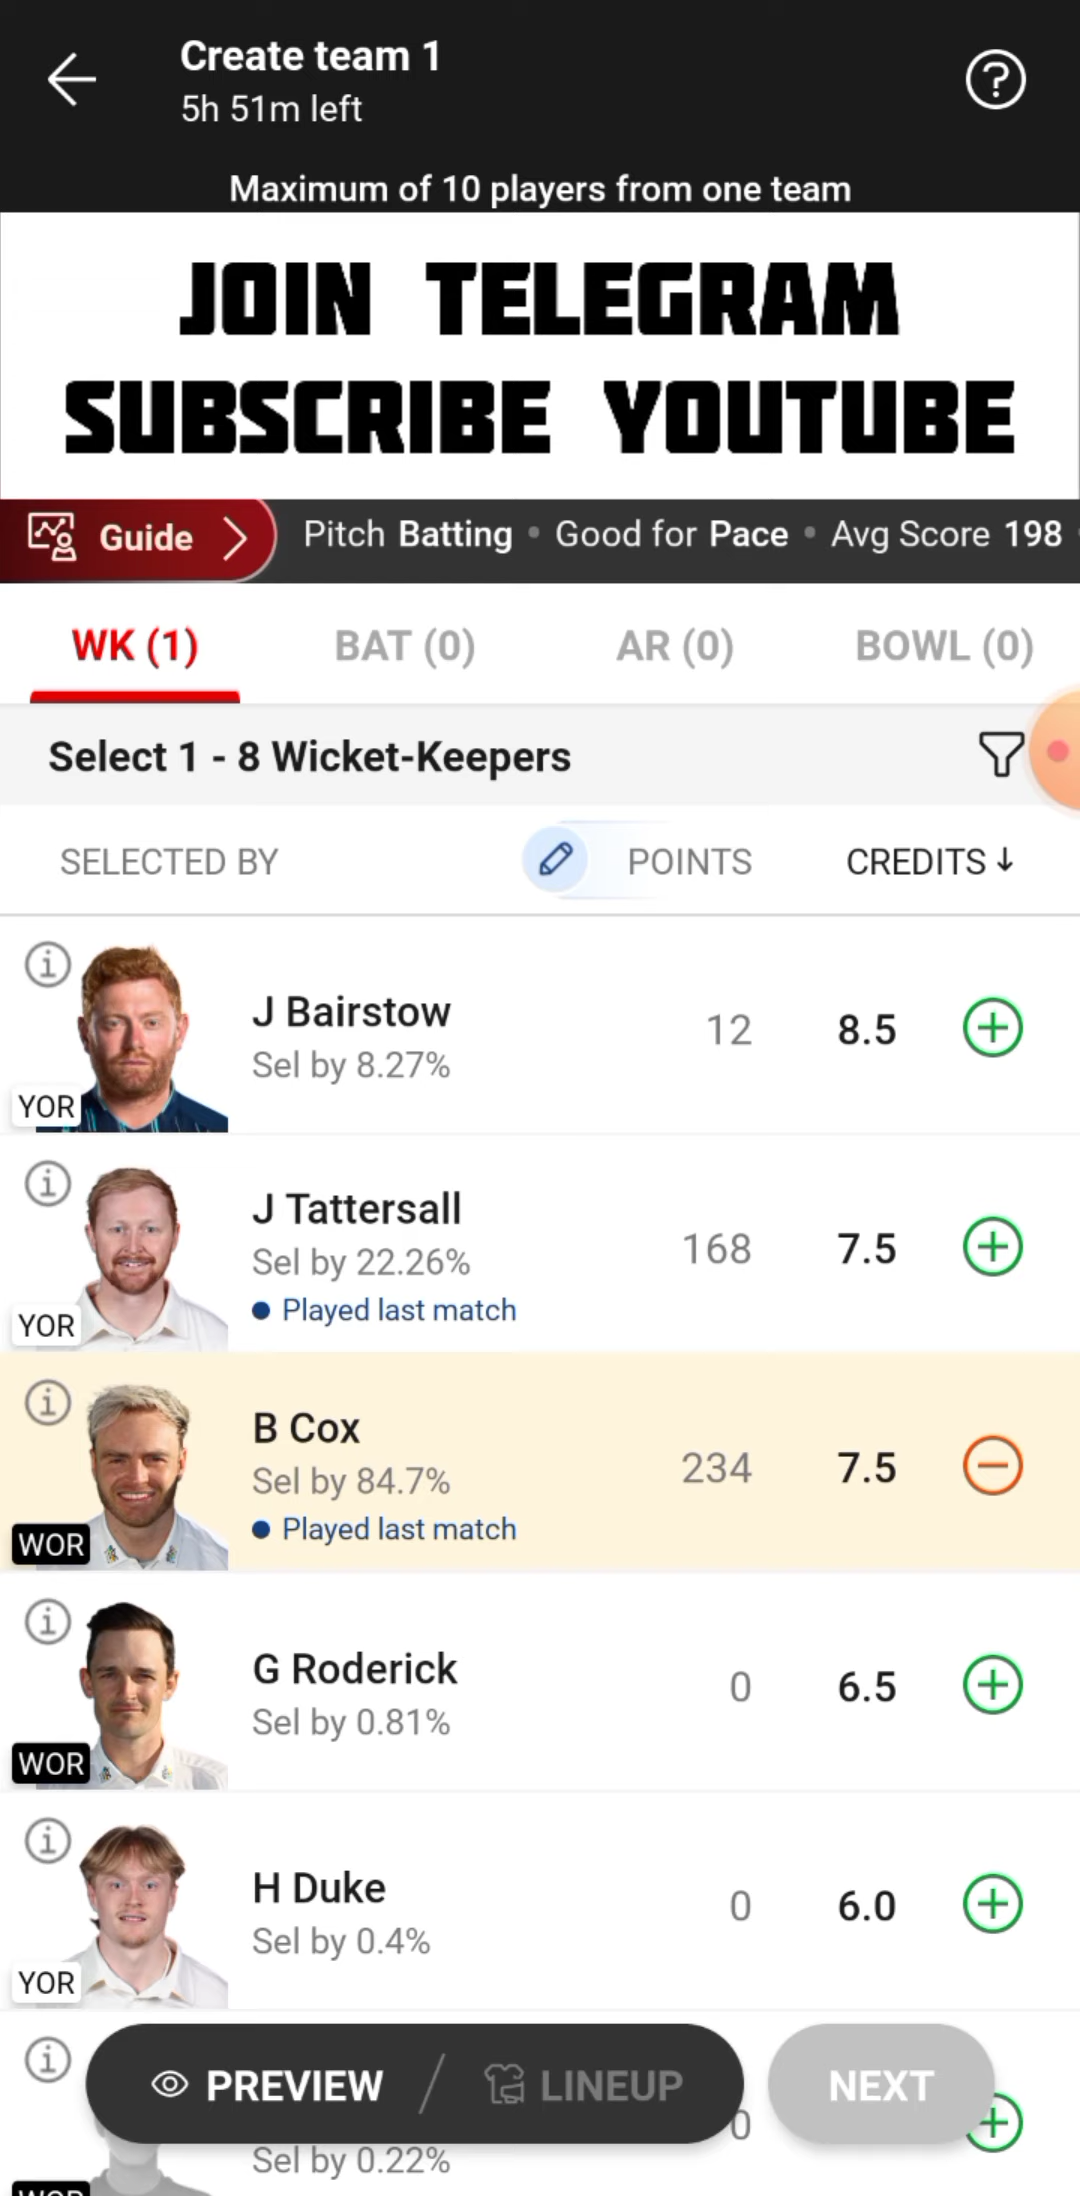 Create team 1
5h 51m left
Maximum of 10 players from one team
JOIN TELEGRAM
SUBSCRIBE YOUTUBE
Guide Pitch Batting • Good for Pace • Avg Score 198
WK (1) BAT (0) AR (0) BOWL (0)
Select 1 - 8 Wicket-Keepers
SELECTED BY POINTS CREDITS ↓
J Bairstow 12 8.5
Sel by 8.27%
YOR
J Tattersall 168 7.5
Sel by 22.26%
Played last match
YOR
B Cox 234 7.5
Sel by 84.7%
Played last match
WOR
G Roderick 0 6.5
Sel by 0.81%
WOR
H Duke 0 6.0
Sel by 0.4%
YOR
PREVIEW / LINEUP NEXT
0
Sel by 0.22%
WOR